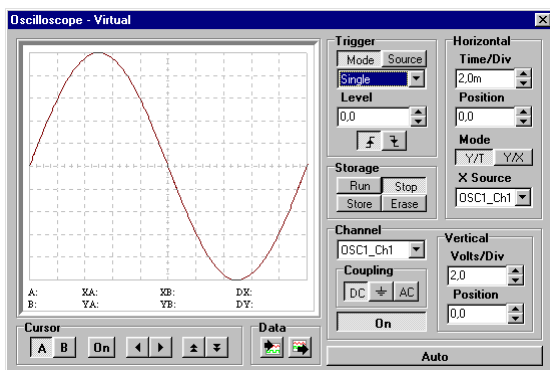 Oscilloscope - Virtual
Trigger
Mode Source
Single
Level
0,0
Storage
Run Stop
Store Erase
Horizontal
Time/Div
2,0m
Position
0,0
Mode
Y/T Y/X
X Source
OSC1_Ch1
Channel
OSC1_Ch1
Coupling
DC AC
On
Vertical
Volts/Div
2,0
Position
0,0
Auto
A: XA: XB: DX:
B: YA: YB: DY:
Cursor
A B On
Data